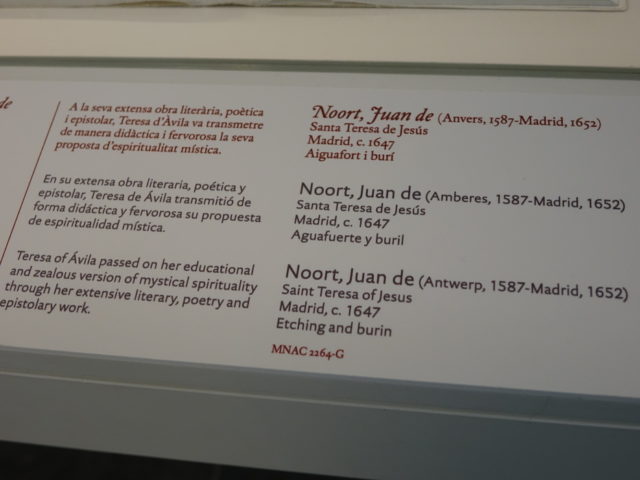 de
A la seva extensa obra literària, poètica
i epistolar, Teresa d'Àvila va transmetre
de manera didàctica i fervorosa la seva
proposta d'espiritualitat mística.
En su extensa obra literaria, poética y
epistolar, Teresa de Ávila transmitió de
forma didáctica y fervorosa su propuesta
de espiritualidad mística.
Teresa of Ávila passed on her educational
and zealous version of mystical spirituality
through her extensive literary, poetry and
epistolary work.
Noort, Juan de (Anvers, 1587-Madrid, 1652)
Santa Teresa de Jesús
Madrid, c. 1647
Aiguafort i burí
Noort, Juan de (Amberes, 1587-Madrid, 1652)
Santa Teresa de Jesús
Madrid, c. 1647
Aguafuerte y buril
Noort, Juan de (Antwerp, 1587-Madrid, 1652)
Saint Teresa of Jesus
Madrid, c. 1647
Etching and burin
MNAC 2264-G